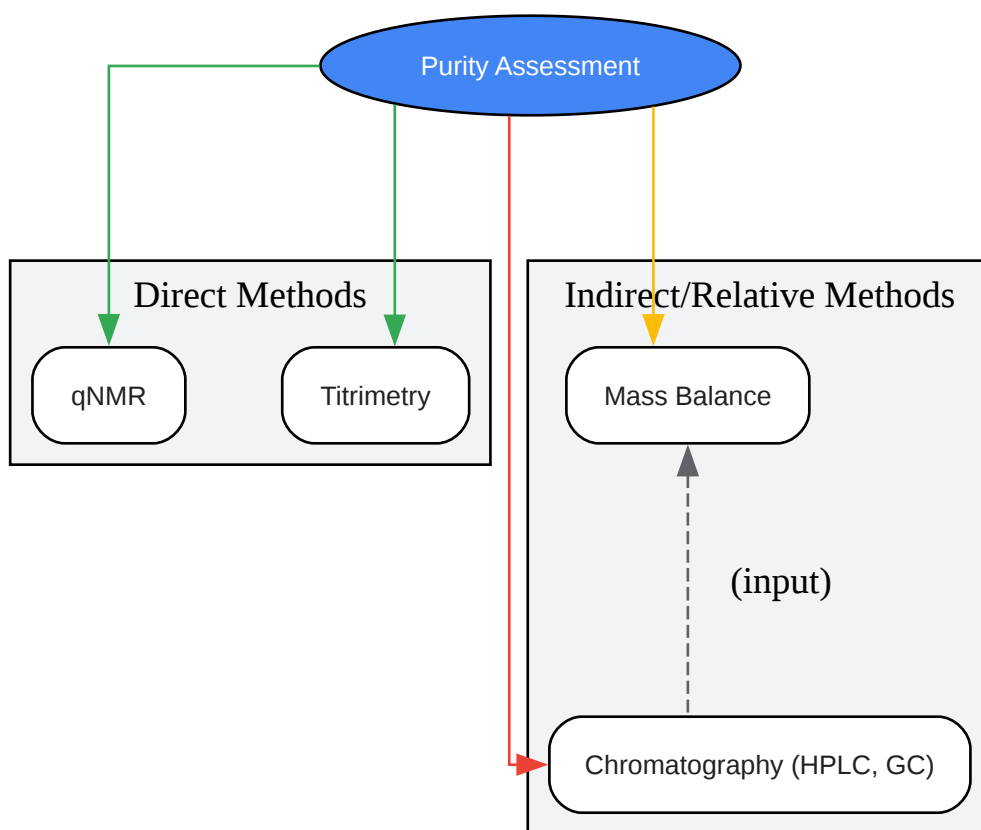 Purity Assessment
Direct Methods
Indirect/Relative Methods
qNMR
Titrimetry
Mass Balance
(input)
Chromatography (HPLC, GC)